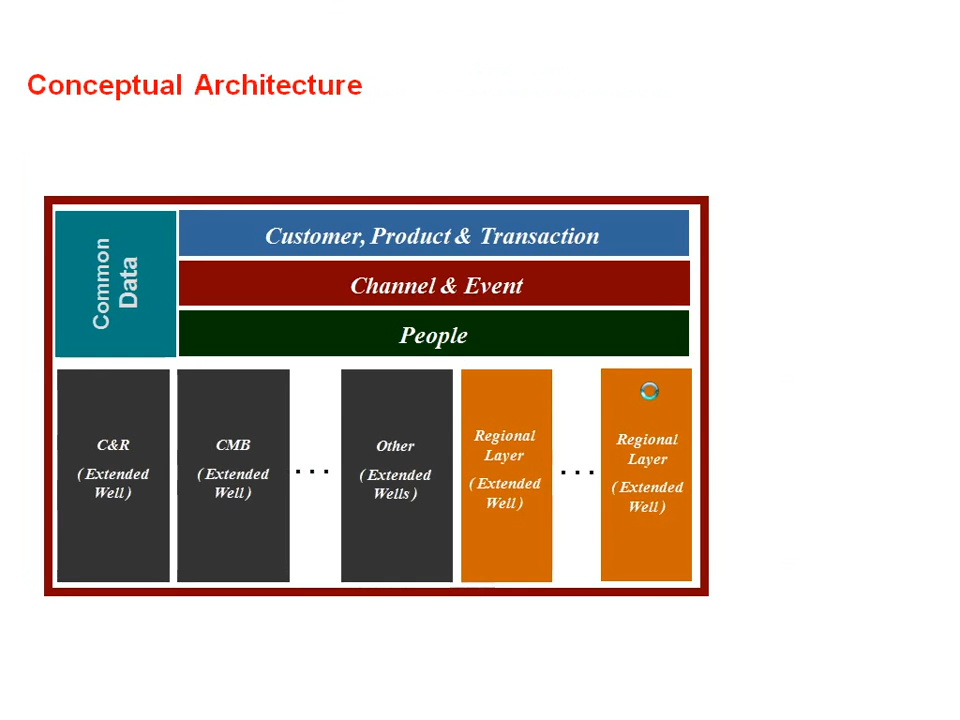 Conceptual Architecture
Common
Data
Customer, Product & Transaction
Channel & Event
People
C&R
( Extended
Well )
CMB
( Extended
Well )
...
Other
( Extended
Wells )
Regional
Layer
( Extended
Well )
...
Regional
Layer
( Extended
Well )